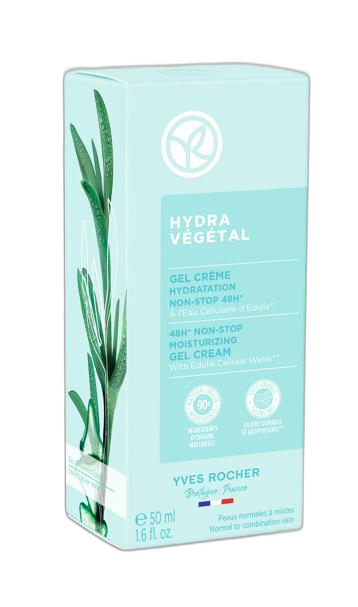 HYDRA
VÉGÉTAL
GEL CRÈME
HYDRATATION
NON-STOP 48H*
À l'Eau Cellulaire d'Edulis**
48H* NON-STOP
MOISTURIZING
GEL CREAM
With Edulis Cellular Water**
90%
INGRÉDIENTS
D'ORIGINE
NATURELLE
FILIÈRE DURABLE
ET RESPONSABLE
YVES ROCHER
Bretagne, France
e 50 ml
1.6 fl. oz.
Peaux normales à mixtes
Normal to combination skin